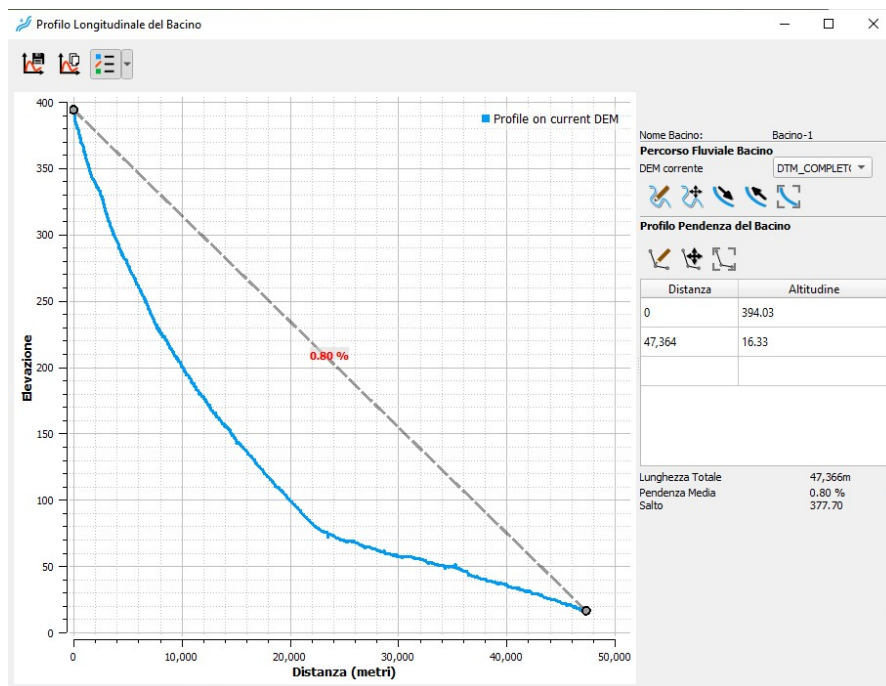 Profilo Longitudinale del Bacino
400
350
300
250
200
150
100
50
0
Elevazione
Profile on current DEM
0.80 %
0
10,000
20,000
30,000
40,000
50,000
Distanza (metri)
Nome Bacino: Bacino-1
Percorso Fluviale Bacino
DEM corrente DTM_COMPLET(
Profilo Pendenza del Bacino
Distanza Altitudine
0 394.03
47,364 16.33
Lunghezza Totale 47,366m
Pendenza Media 0.80 %
Salto 377.70